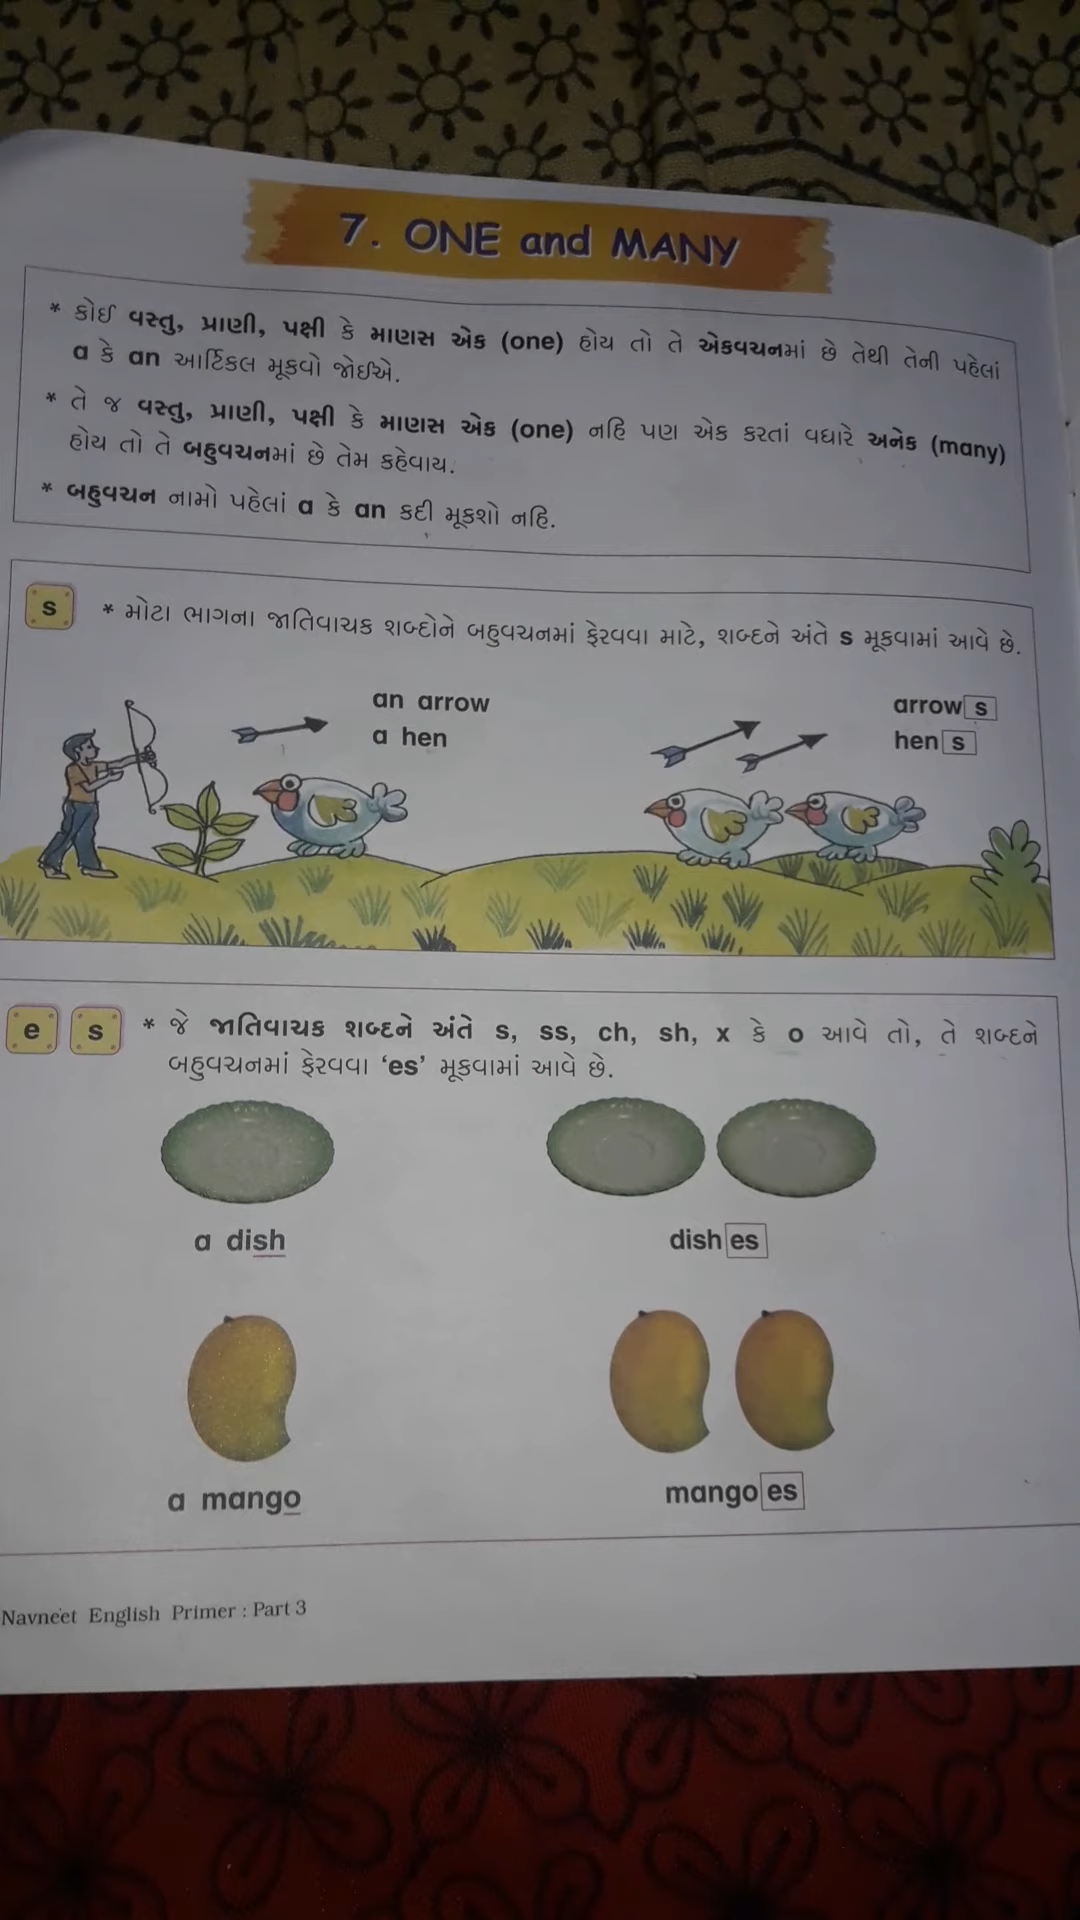 7. ONE and MANY
* કોઈ વસ્તુ, પ્રાણી, પક્ષી કે માણસ એક (one) હોય તો તે એકવચનમાં છે તેથી તેની પહેલાં
a કે an આર્ટિકલ મૂકવો જોઈએ.
* તે જ વસ્તુ, પ્રાણી, પક્ષી કે માણસ એક (one) નહિ પણ એક કરતાં વધારે અનેક (many)
હોય તો તે બહુવચનમાં છે તેમ કહેવાય.
* બહુવચન નામો પહેલાં a કે an કદી મૂકશો નહિ.
s * મોટા ભાગના જાતિવાચક શબ્દોને બહુવચનમાં ફેરવવા માટે, શબ્દને અંતે s મૂકવામાં આવે છે.
an arrow arrows
a hen hens
e s * જે જાતિવાચક શબ્દને અંતે s, ss, ch, sh, x કે o આવે તો, તે શબ્દને
બહુવચનમાં ફેરવવા ‘es’ મૂકવામાં આવે છે.
a dish dishes
a mango mangoes
Navneet English Primer : Part 3